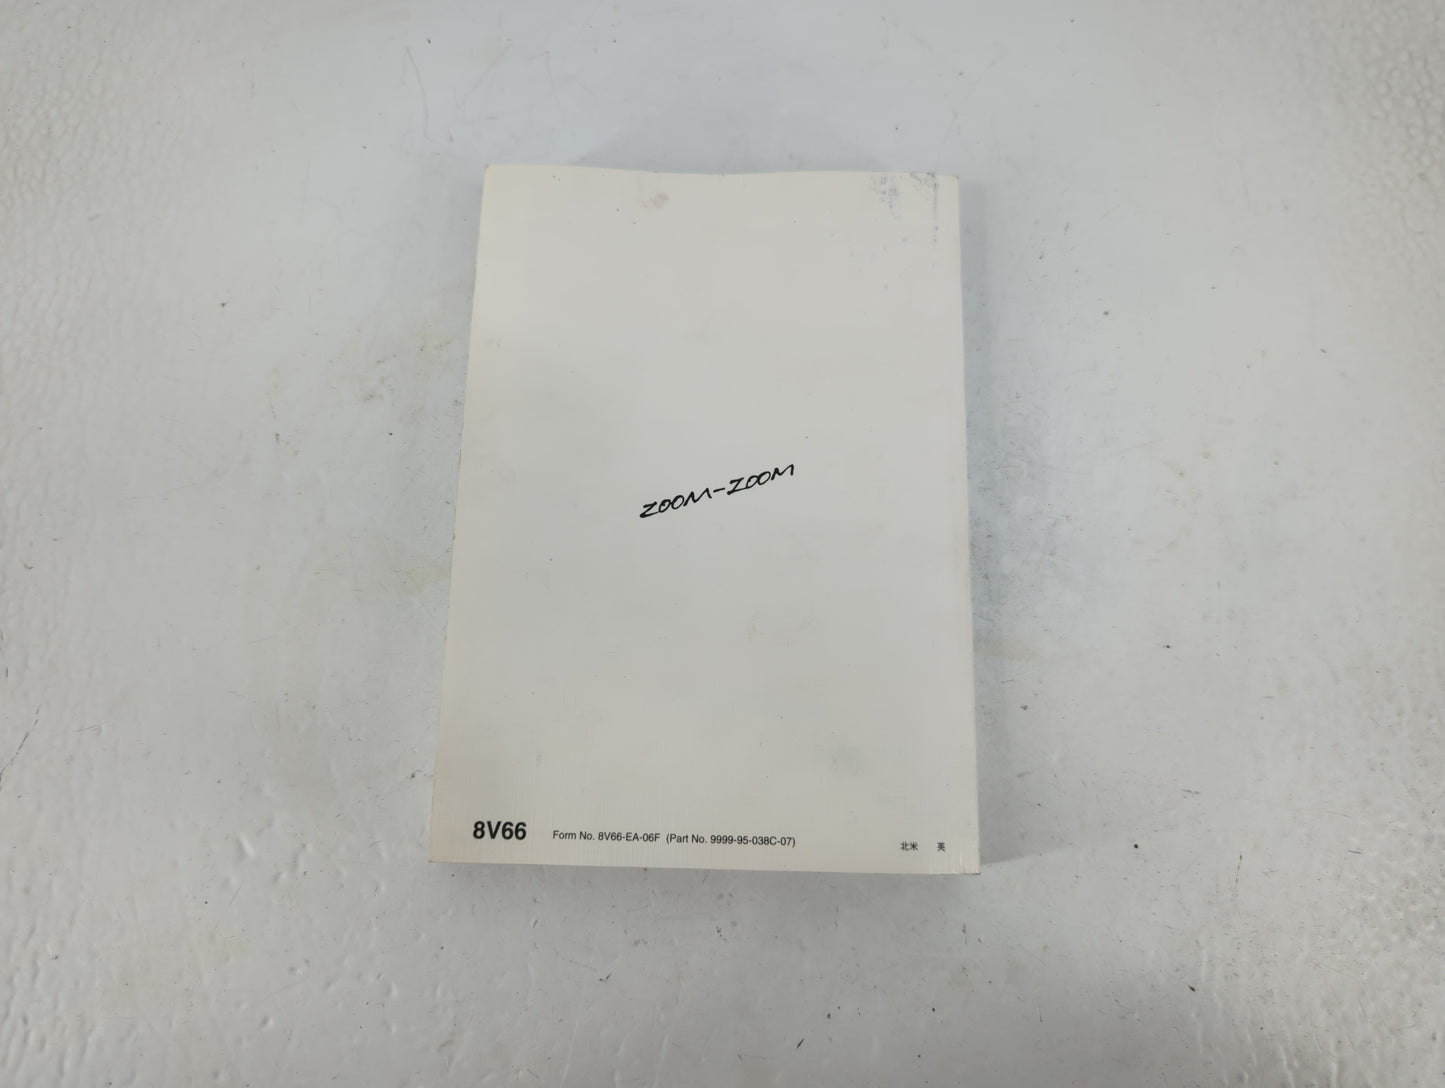 ZOOM-ZOOM
8V66 Form No. 8V66-EA-06F (Part No. 9999-95-038C-07) 北米 英